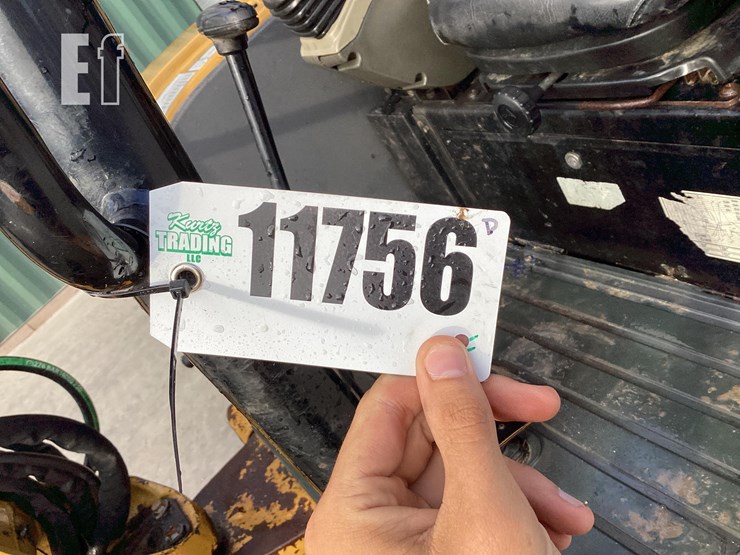 Ef
Kurtz
TRADING
LLC
11756
D